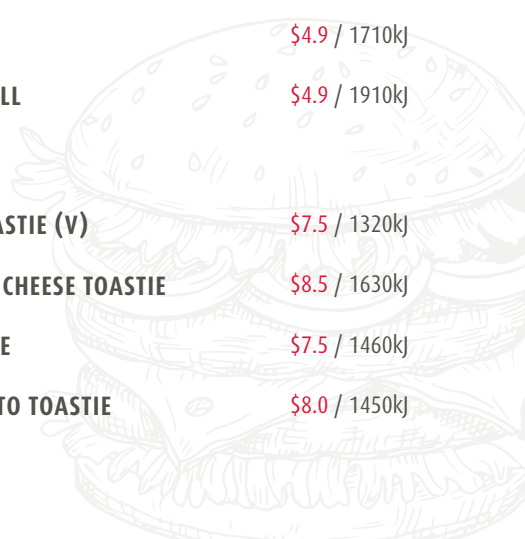 $4.9 / 1710kJ
LL $4.9 / 1910kJ
ASTIE (V) $7.5 / 1320kJ
CHEESE TOASTIE $8.5 / 1630kJ
E $7.5 / 1460kJ
TO TOASTIE $8.0 / 1450kJ